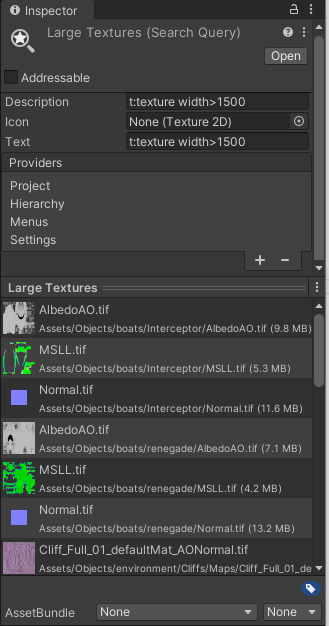 Inspector
Large Textures (Search Query)
Open
Addressable
Description t:texture width>1500
Icon None (Texture 2D)
Text t:texture width>1500
Providers
Project
Hierarchy
Menus
Settings
Large Textures
AlbedoAO.tif
Assets/Objects/boats/Interceptor/AlbedoAO.tif (9.8 MB)
MSLL.tif
Assets/Objects/boats/Interceptor/MSLL.tif (5.3 MB)
Normal.tif
Assets/Objects/boats/Interceptor/Normal.tif (11.6 MB)
AlbedoAO.tif
Assets/Objects/boats/renegade/AlbedoAO.tif (7.1 MB)
MSLL.tif
Assets/Objects/boats/renegade/MSLL.tif (4.2 MB)
Normal.tif
Assets/Objects/boats/renegade/Normal.tif (13.2 MB)
Cliff_Full_01_defaultMat_AONormal.tif
Assets/Objects/environment/Cliffs/Maps/Cliff_Full_01_de
AssetBundle None None